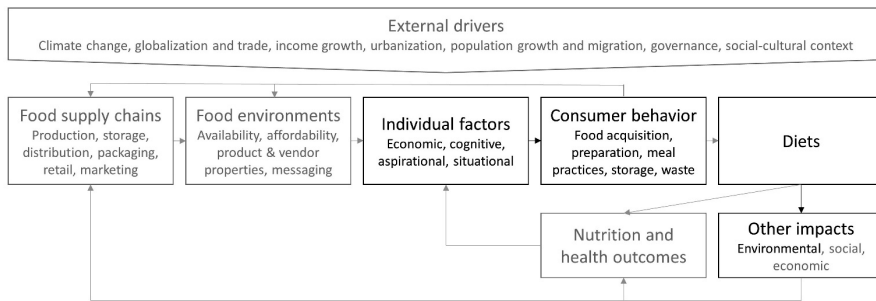 External drivers
Climate change, globalization and trade, income growth, urbanization, population growth and migration, governance, social-cultural context
Food supply chains
Production, storage,
distribution, packaging,
retail, marketing
Food environments
Availability, affordability,
product & vendor
properties, messaging
Individual factors
Economic, cognitive,
aspirational, situational
Consumer behavior
Food acquisition,
preparation, meal
practices, storage, waste
Diets
Nutrition and
health outcomes
Other impacts
Environmental, social,
economic